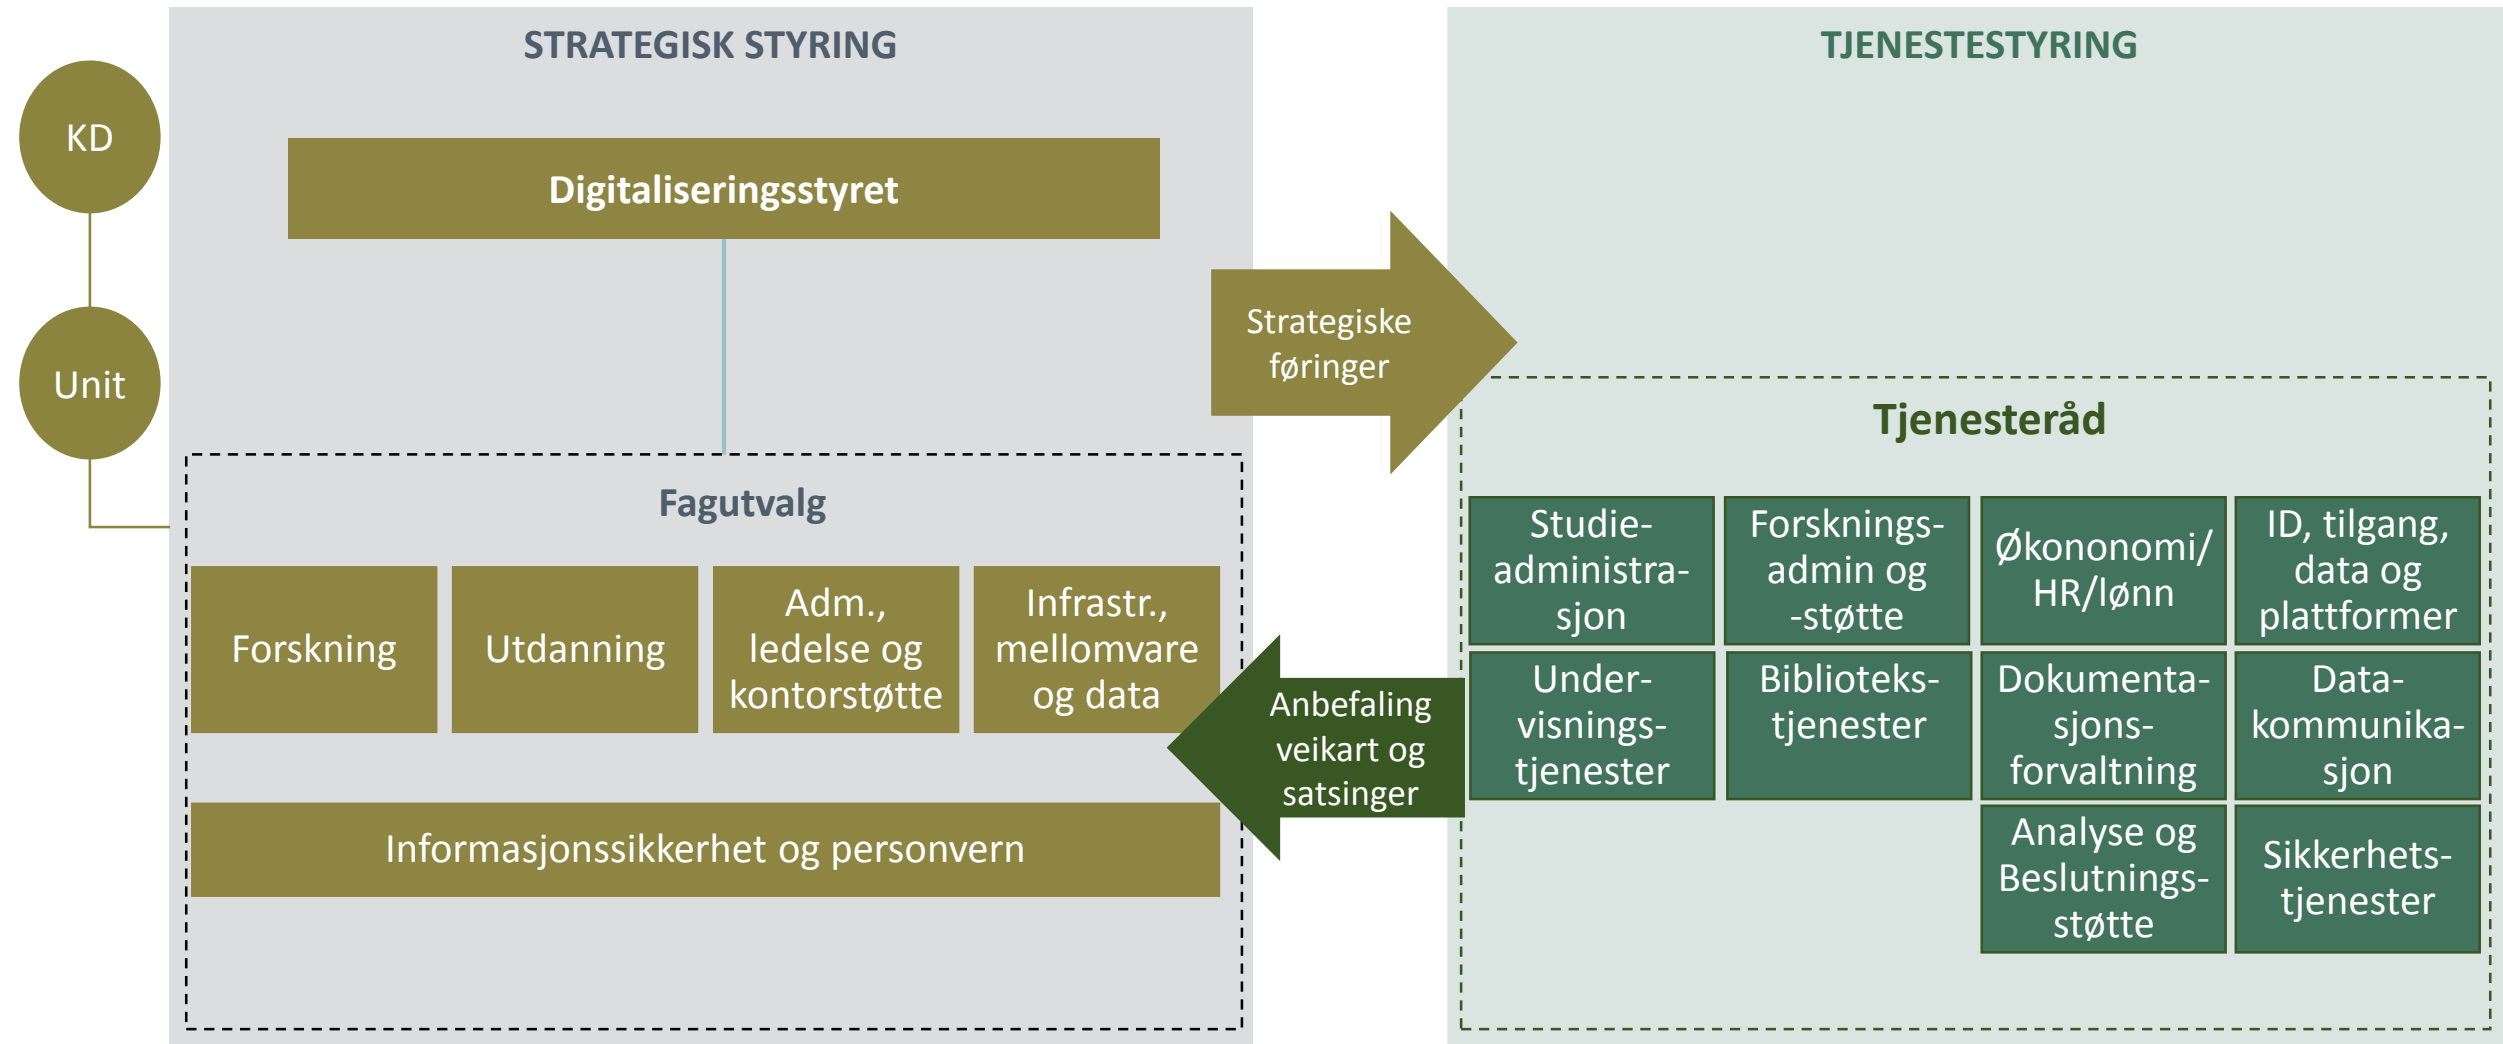 STRATEGISK STYRING
KD
Digitaliseringsstyret
Unit
Fagutvalg
Forskning
Utdanning
Adm.,
ledelse og
kontorstøtte
Infrastr.,
mellomvare
og data
Informasjonssikkerhet og personvern
Strategiske
føringer
Anbefaling
veikart og
satsinger
TJENESTESTYRING
Tjenesteråd
Studie-
administra-
sjon
Forsknings-
admin og
-støtte
Økononomi/
HR/lønn
ID, tilgang,
data og
plattformer
Under-
visnings-
tjenester
Biblioteks-
tjenester
Dokumenta-
sjons-
forvaltning
Data-
kommunika-
sjon
Analyse og
Beslutnings-
støtte
Sikkerhets-
tjenester